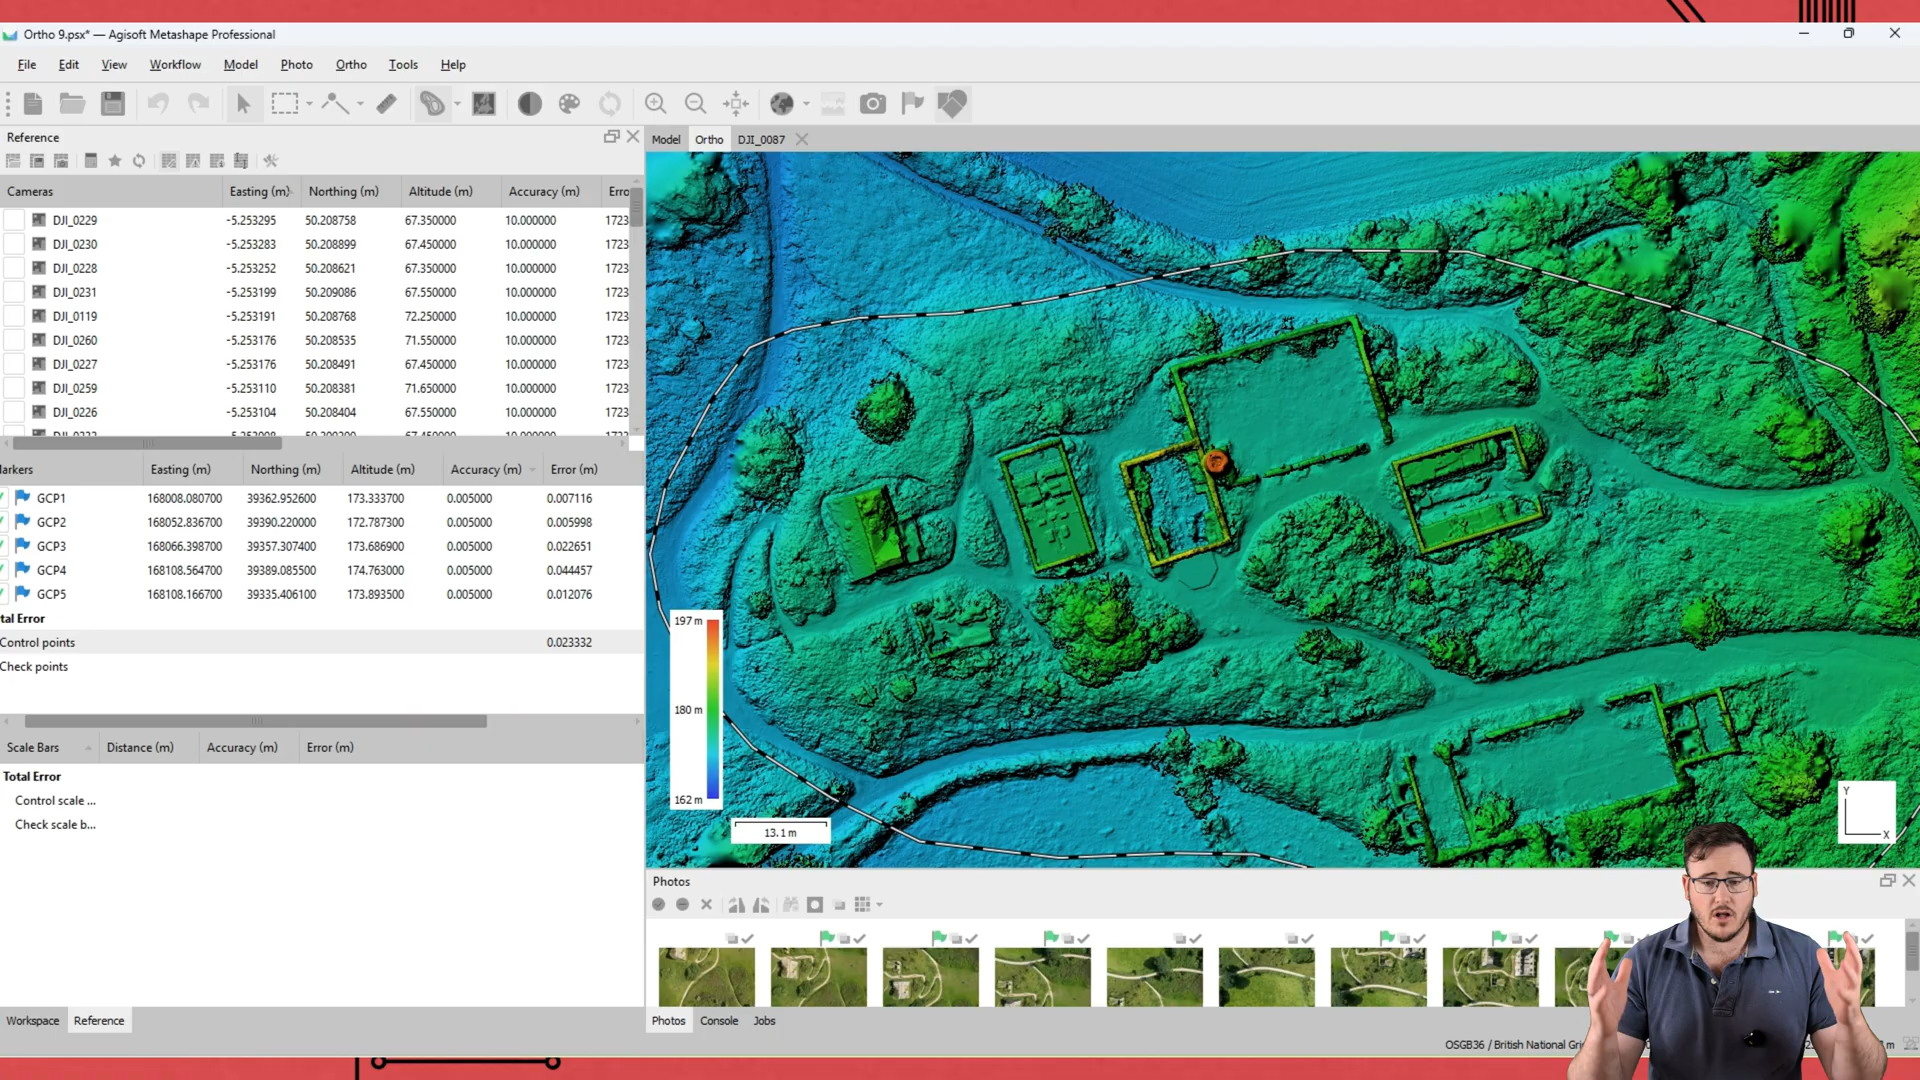 Ortho 9.psx* — Agisoft Metashape Professional
File Edit View Workflow Model Photo Ortho Tools Help
Reference
Model Ortho DJI_0087
Cameras Easting (m) Northing (m) Altitude (m) Accuracy (m) Erro
DJI_0229 -5.253295 50.208758 67.350000 10.000000 1723
DJI_0230 -5.253283 50.208899 67.450000 10.000000 1723
DJI_0228 -5.253252 50.208621 67.350000 10.000000 1723
DJI_0231 -5.253199 50.209086 67.550000 10.000000 1723
DJI_0119 -5.253191 50.208768 72.250000 10.000000 1723
DJI_0260 -5.253176 50.208535 71.550000 10.000000 1723
DJI_0227 -5.253176 50.208491 67.450000 10.000000 1723
DJI_0259 -5.253110 50.208381 71.650000 10.000000 1723
DJI_0226 -5.253104 50.208404 67.550000 10.000000 1723
larkers Easting (m) Northing (m) Altitude (m) Accuracy (m) Error (m)
GCP1 168008.080700 39362.952600 173.333700 0.005000 0.007116
GCP2 168052.836700 39390.220000 172.787300 0.005000 0.005998
GCP3 168066.398700 39357.307400 173.686900 0.005000 0.022651
GCP4 168108.564700 39389.085500 174.763000 0.005000 0.044457
GCP5 168108.166700 39335.406100 173.893500 0.005000 0.012076
tal Error
Control points 0.023332
Check points
Scale Bars Distance (m) Accuracy (m) Error (m)
Total Error
Control scale ...
Check scale b...
197 m
180 m
162 m
13.1 m
Y
X
Photos
Workspace Reference
Photos Console Jobs
OSGB36 / British National Gri
m